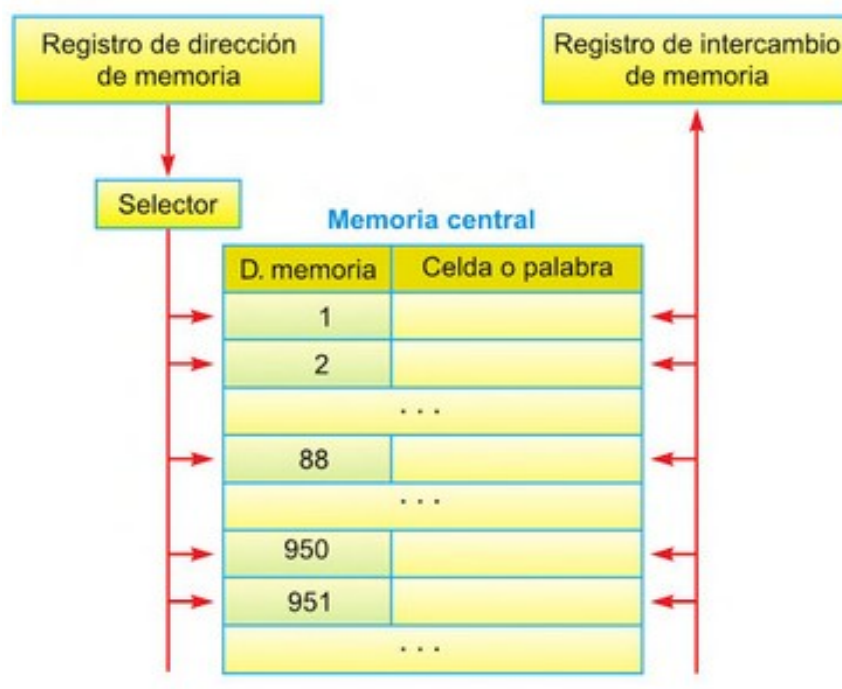 Registro de dirección
de memoria
Registro de intercambio
de memoria
Selector
Memoria central
D. memoria Celda o palabra
1
2
. . .
88
. . .
950
951
. . .